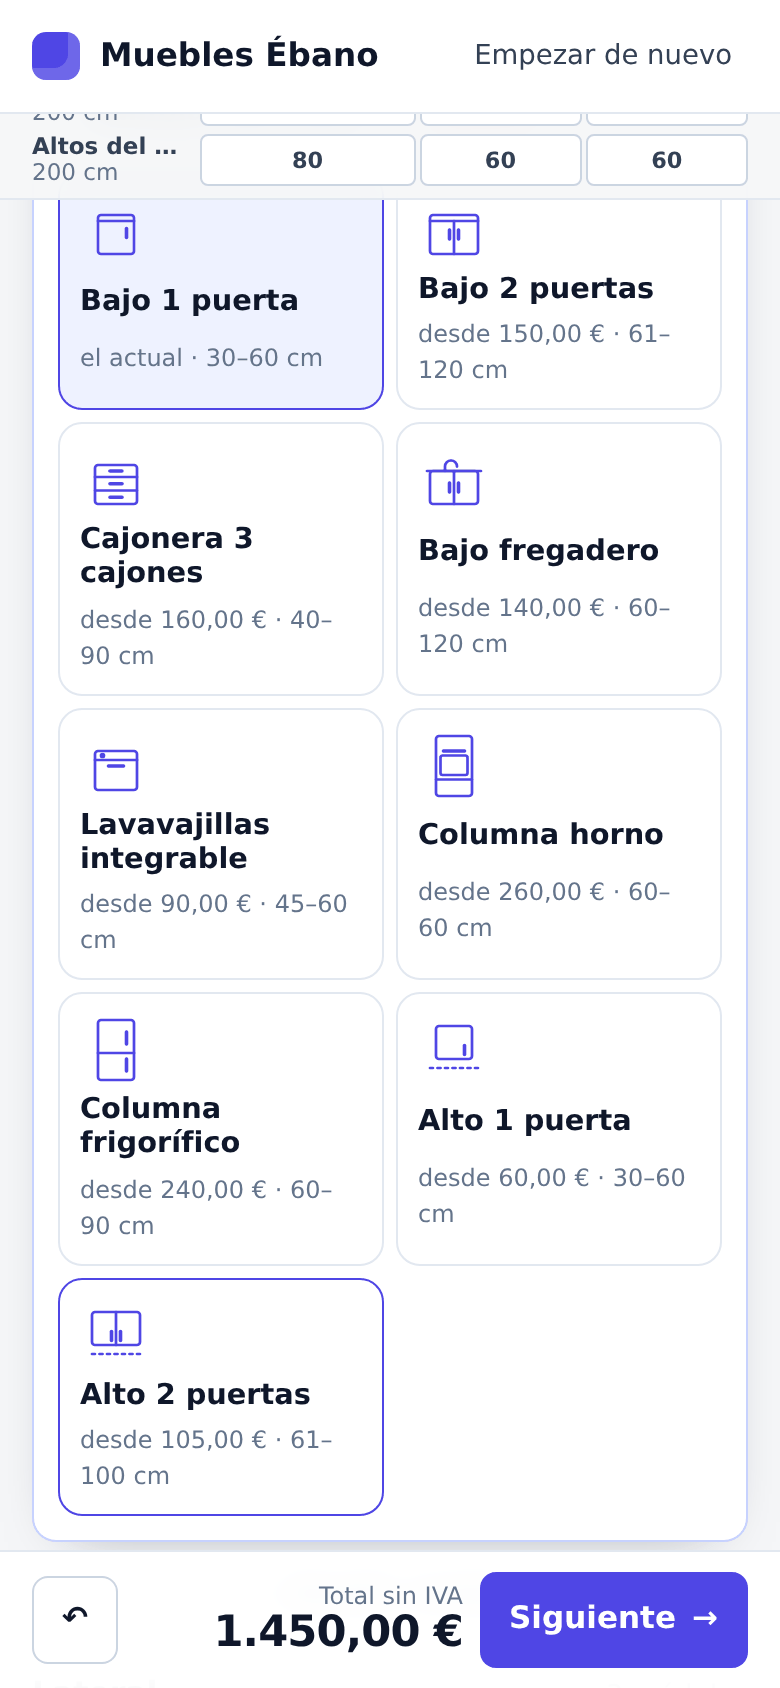 Muebles Ébano
Empezar de nuevo
200 cm
Altos del ...
200 cm
80
60
60
Bajo 1 puerta
el actual · 30–60 cm
Bajo 2 puertas
desde 150,00 € · 61–
120 cm
Cajonera 3
cajones
desde 160,00 € · 40–
90 cm
Bajo fregadero
desde 140,00 € · 60–
120 cm
Lavavajillas
integrable
desde 90,00 € · 45–60
cm
Columna horno
desde 260,00 € · 60–
60 cm
Columna
frigorífico
desde 240,00 € · 60–
90 cm
Alto 1 puerta
desde 60,00 € · 30–60
cm
Alto 2 puertas
desde 105,00 € · 61–
100 cm
↶
Total sin IVA
1.450,00 €
Siguiente →